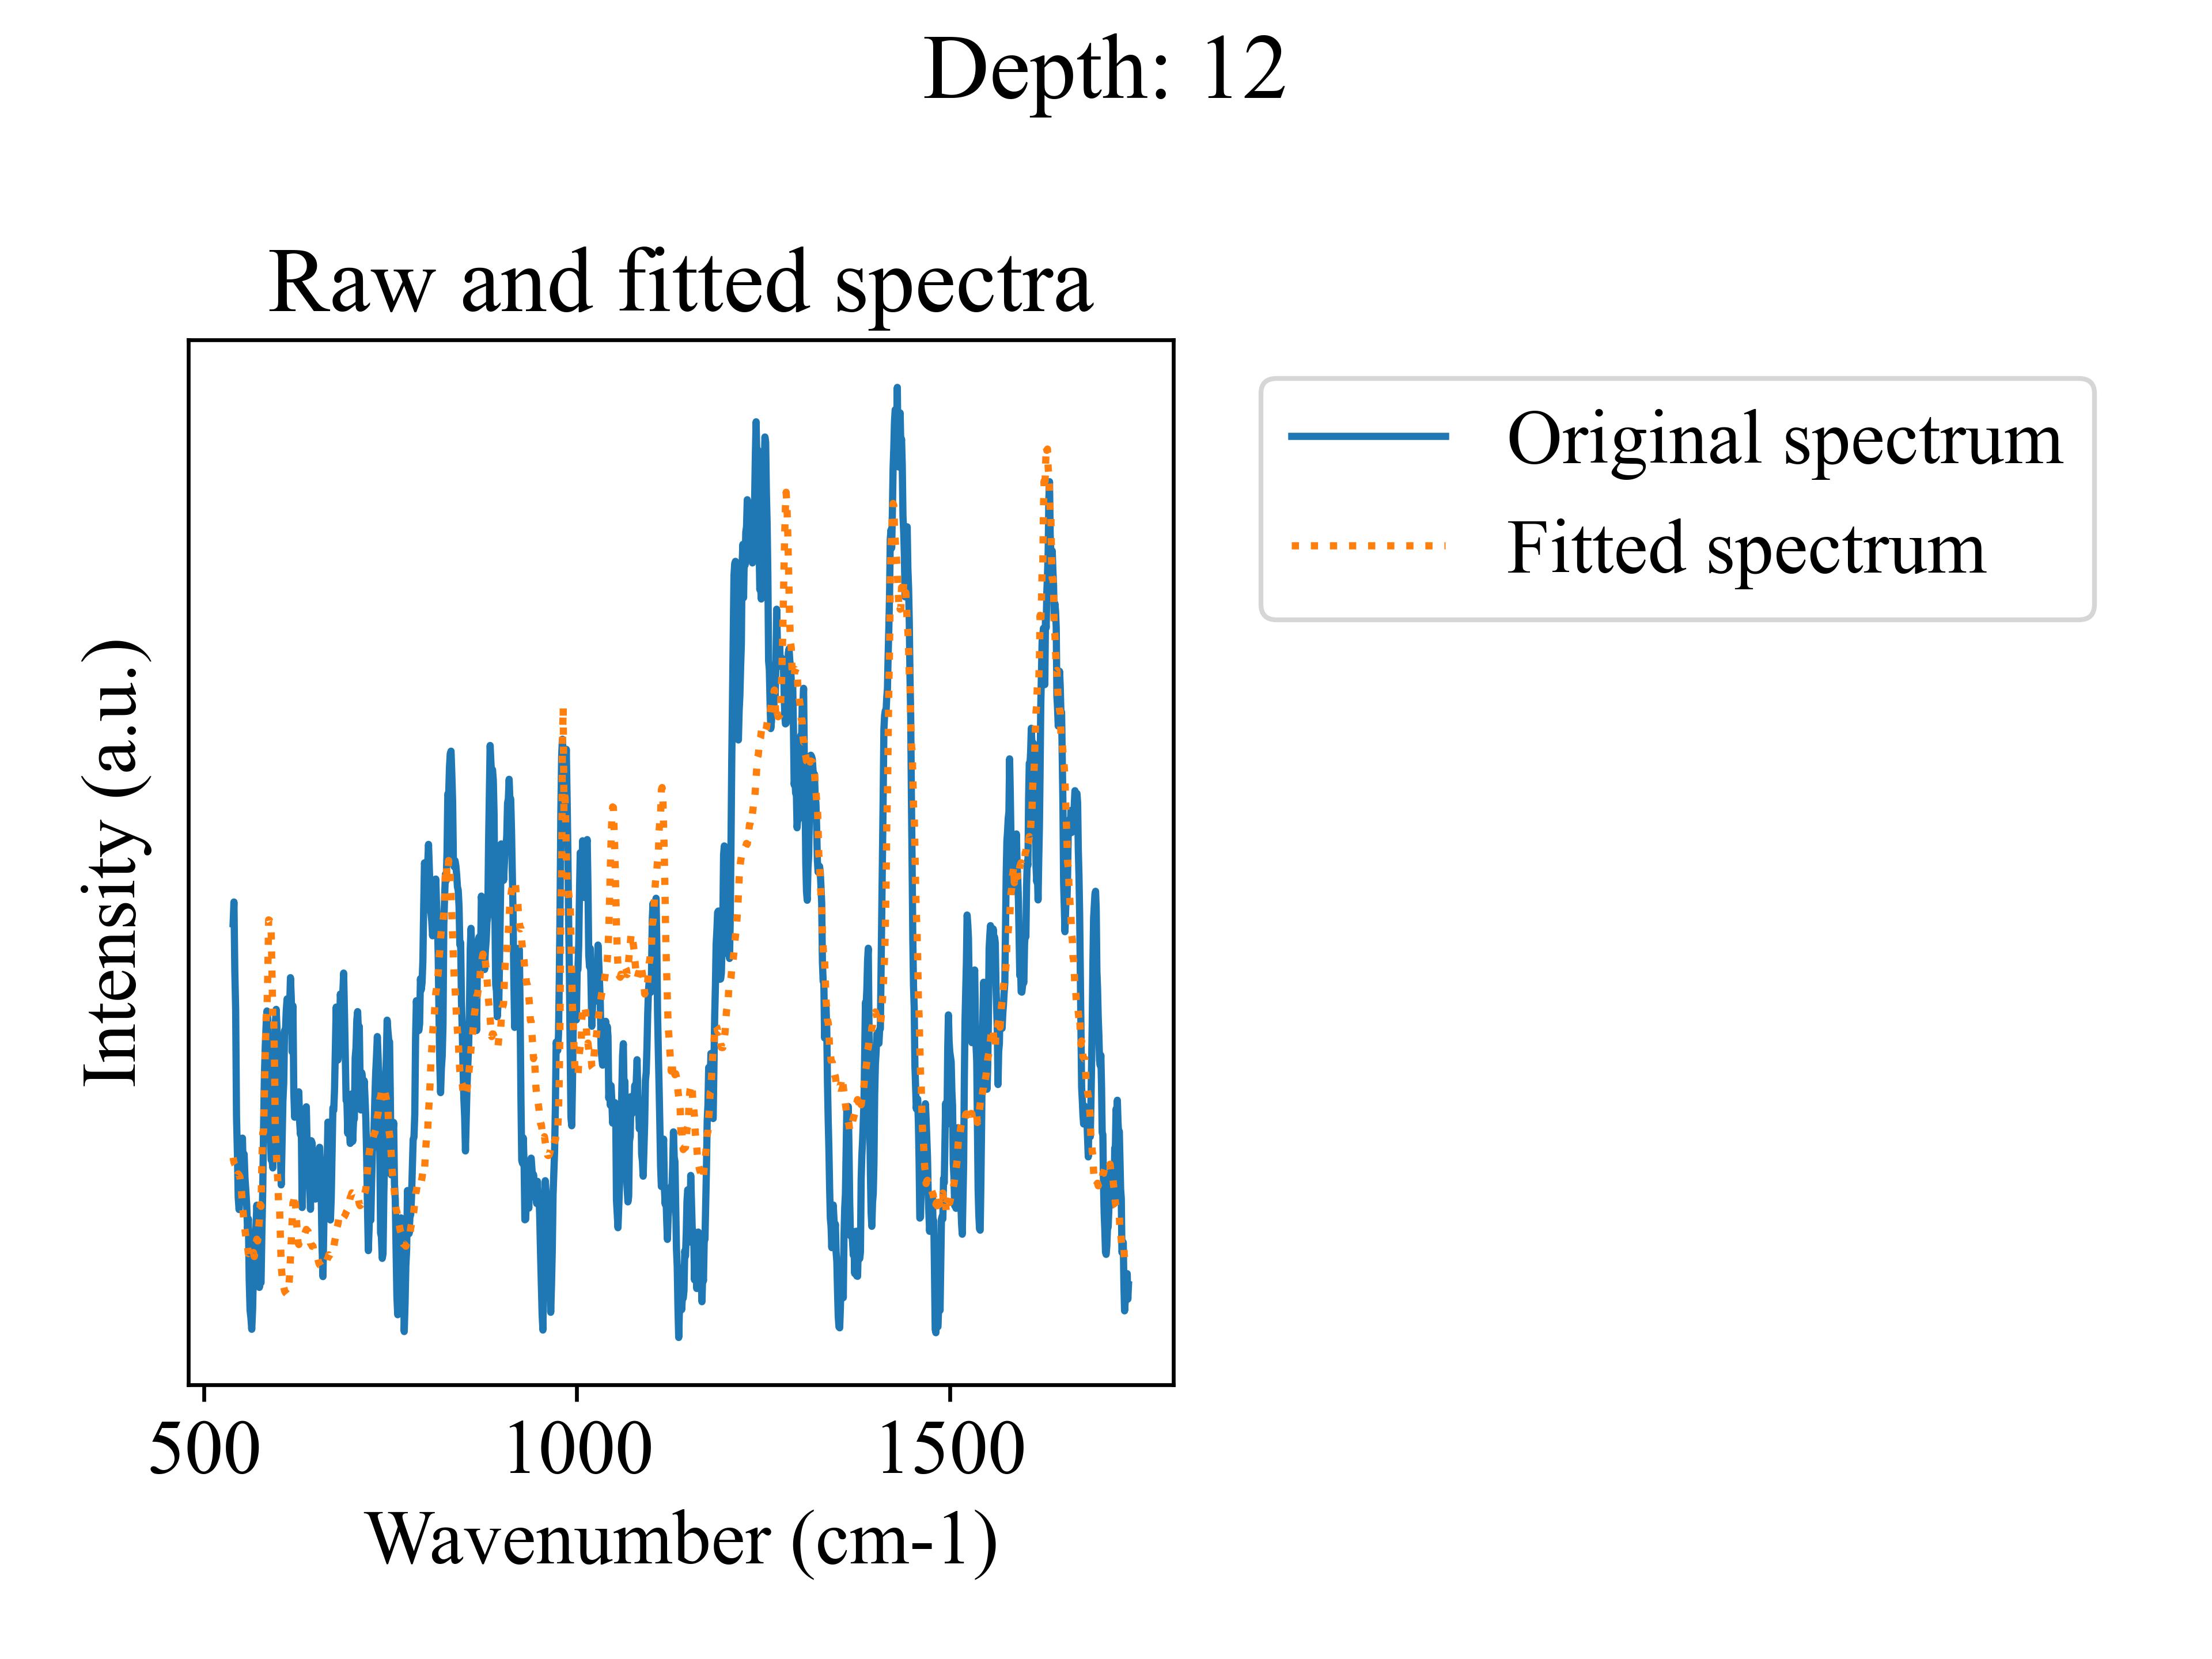 Depth: 12
Raw and fitted spectra
Original spectrum
Fitted spectrum
Intensity (a.u.)
500 1000 1500
Wavenumber (cm-1)